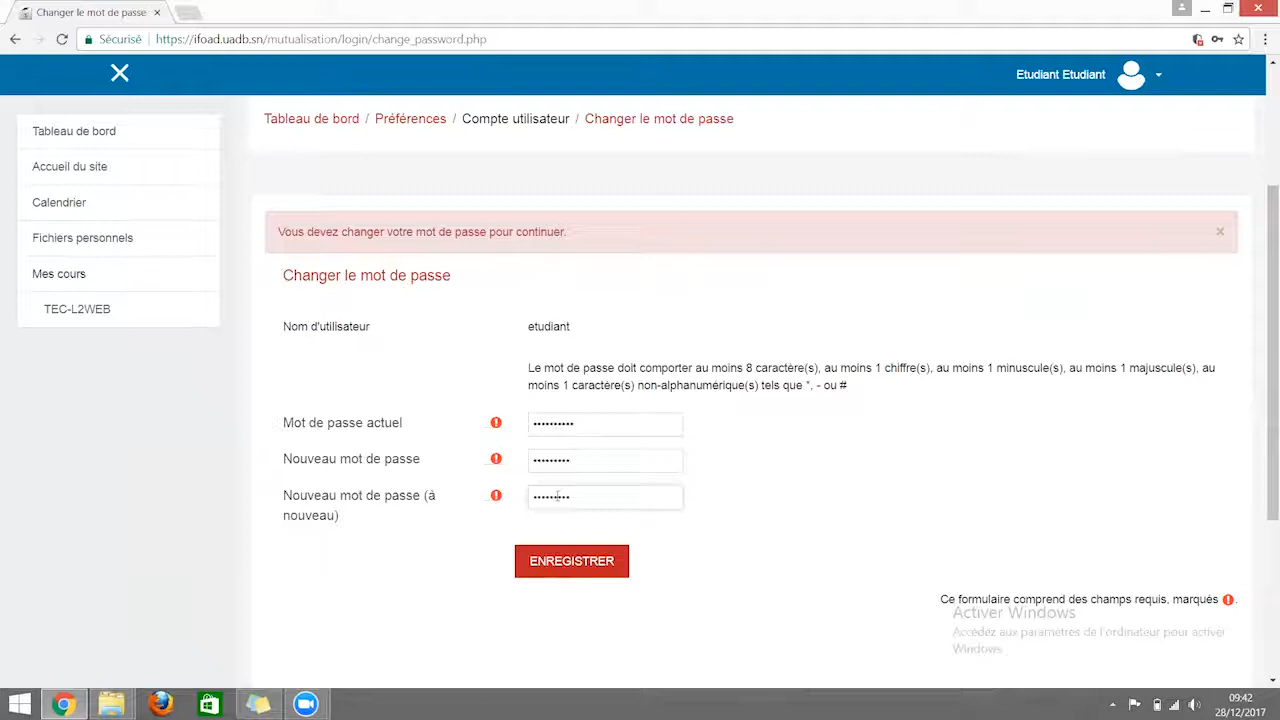 Changer le mot de passe
Sécurisé
https://ifoad.uadb.sn/mutualisation/login/change_password.php
Etudiant Etudiant
Tableau de bord / Préférences / Compte utilisateur / Changer le mot de passe
Tableau de bord
Accueil du site
Calendrier
Fichiers personnels
Mes cours
TEC-L2WEB
Vous devez changer votre mot de passe pour continuer.
Changer le mot de passe
Nom d'utilisateur
etudiant
Le mot de passe doit comporter au moins 8 caractère(s), au moins 1 chiffre(s), au moins 1 minuscule(s), au moins 1 majuscule(s), au
moins 1 caractère(s) non-alphanumérique(s) tels que *, - ou #
Mot de passe actuel
Nouveau mot de passe
Nouveau mot de passe (à
nouveau)
ENREGISTRER
Ce formulaire comprend des champs requis, marqués
Activer Windows
Accédez aux paramètres de l'ordinateur pour activer
Windows.
09:42
28/12/2017